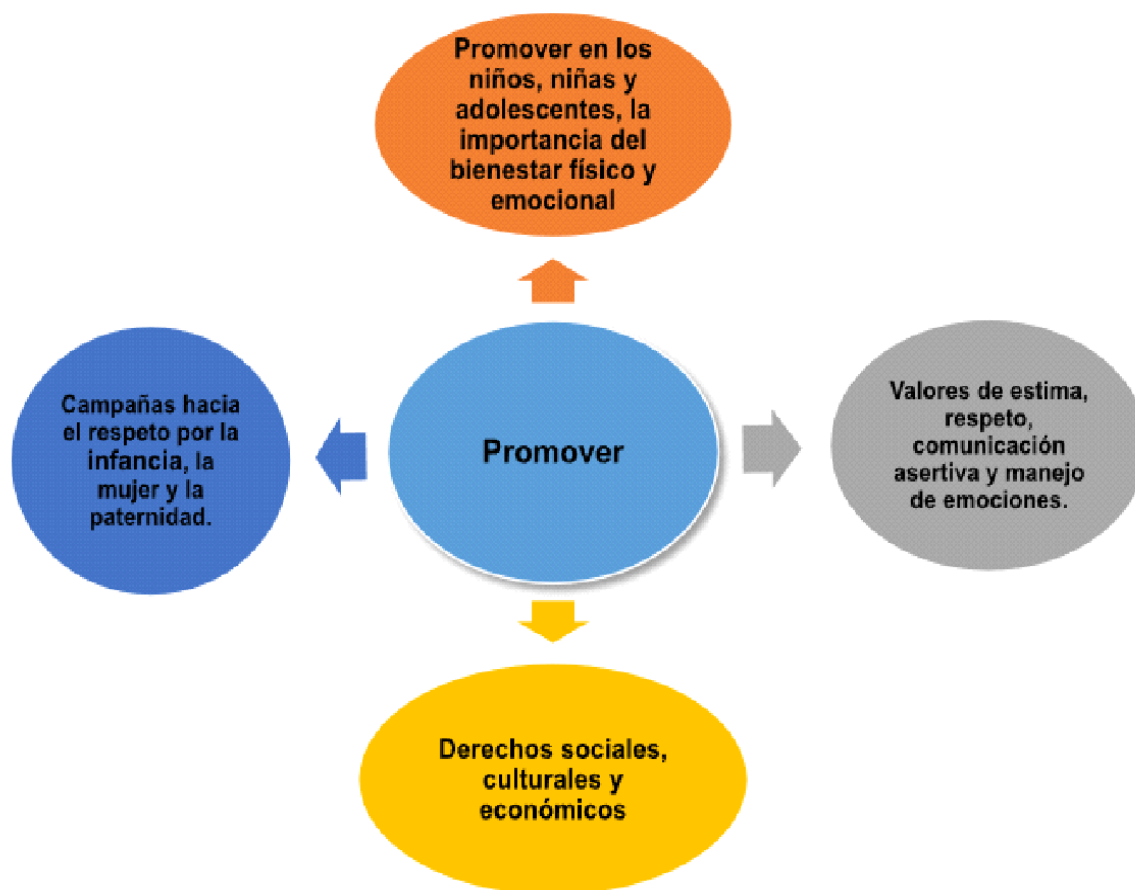 Promover en los
niños, niñas y
adolescentes, la
importancia del
bienestar físico y
emocional
Campañas hacia
el respeto por la
infancia, la
mujer y la
paternidad.
Promover
Valores de estima,
respeto,
comunicación
asertiva y manejo
de emociones.
Derechos sociales,
culturales y
económicos